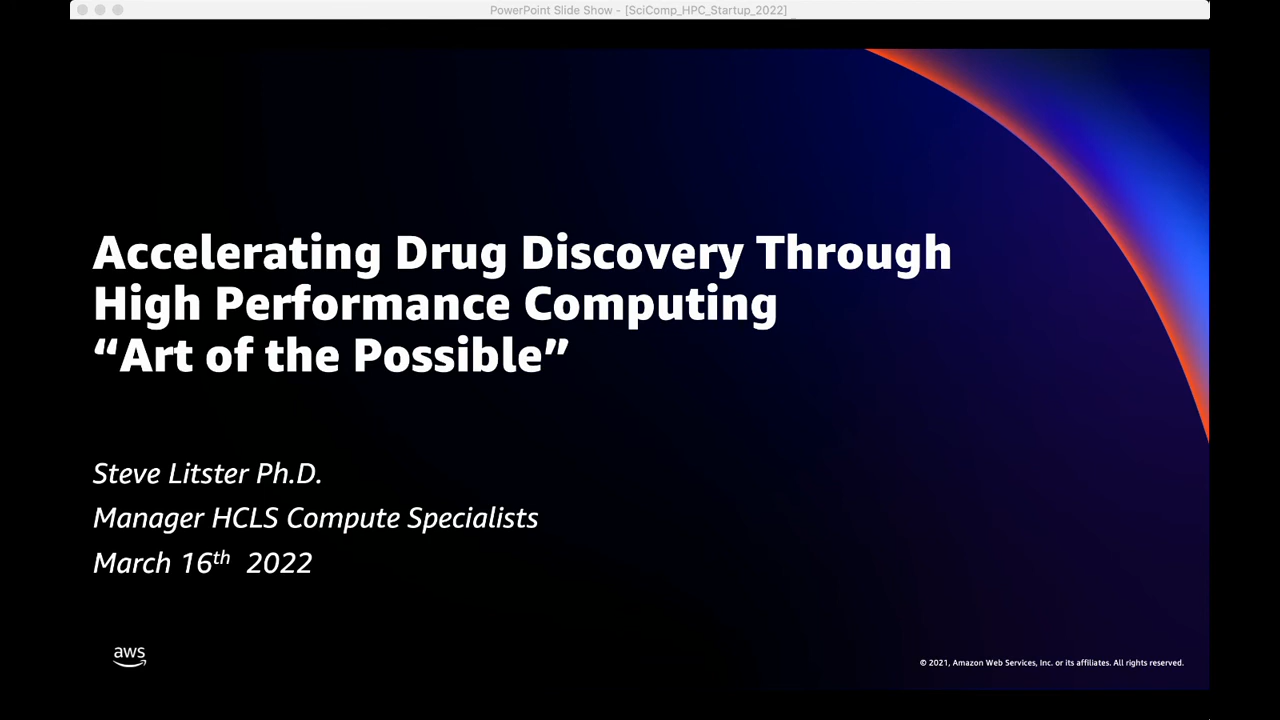 PowerPoint Slide Show - [SciComp_HPC_Startup_2022]
Accelerating Drug Discovery Through
High Performance Computing
“Art of the Possible”
Steve Litster Ph.D.
Manager HCLS Compute Specialists
March 16th 2022
aws
© 2021, Amazon Web Services, Inc. or its affiliates. All rights reserved.